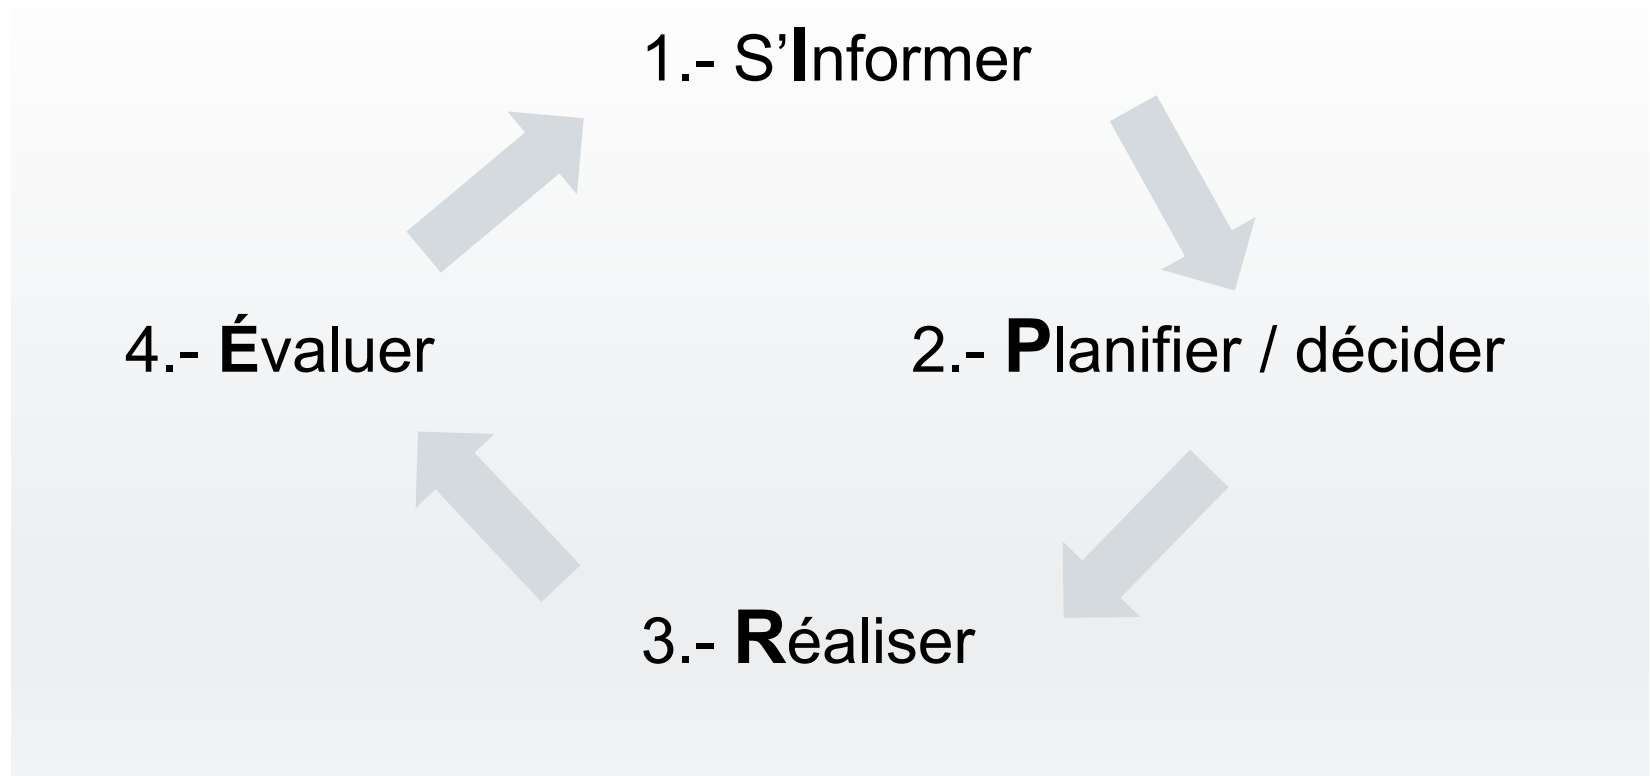 1.- S’Informer
4.- Évaluer
2.- Planifier / décider
3.- Réaliser